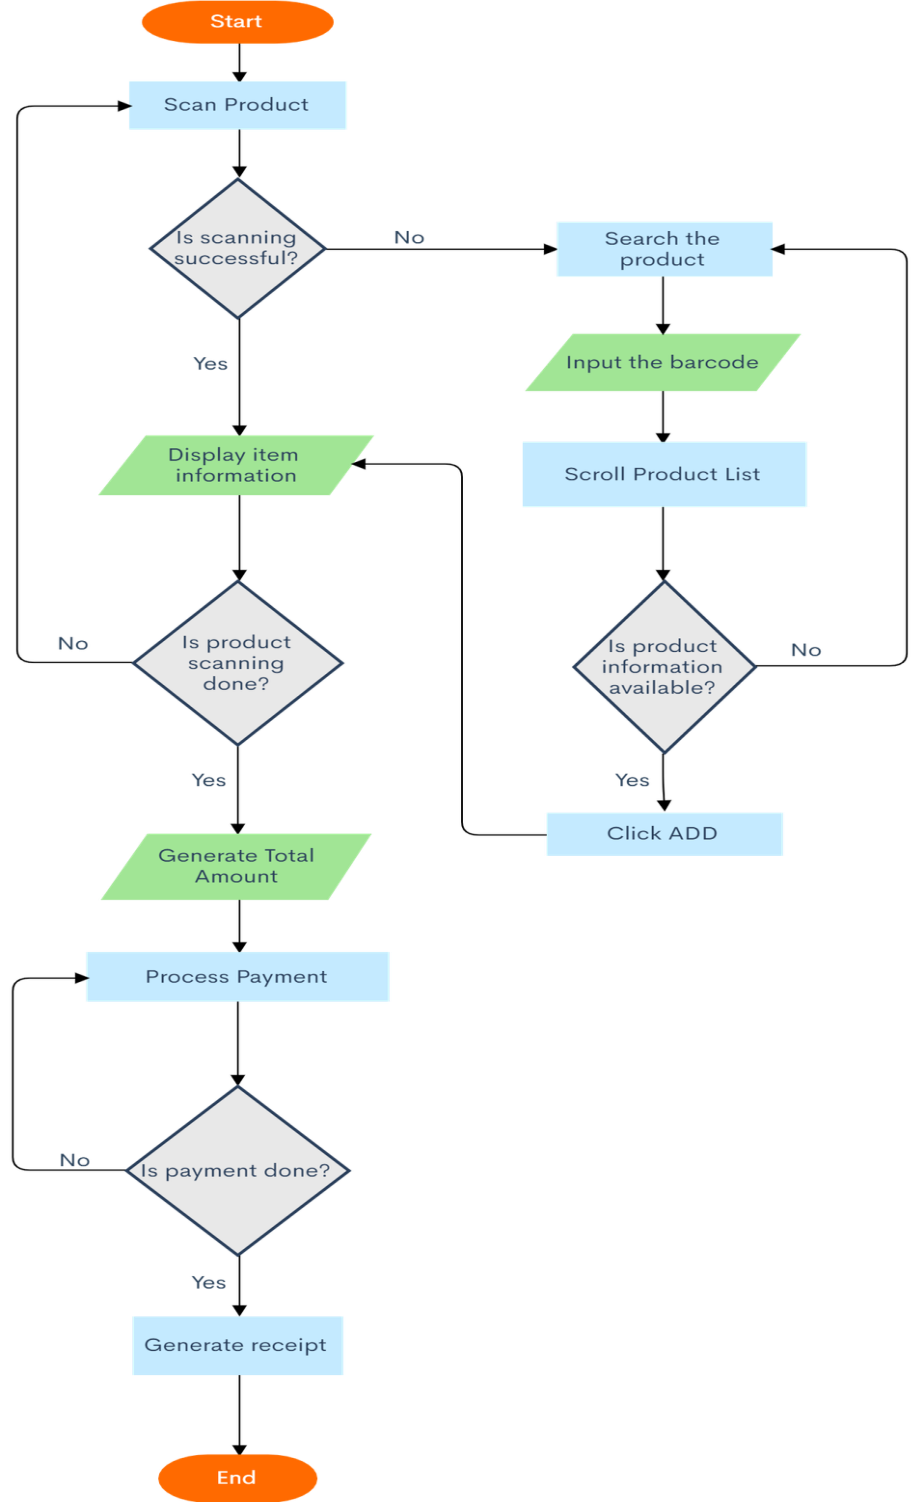 Start
Scan Product
Is scanning
successful?
No
Search the
product
Yes
Input the barcode
Display item
information
Scroll Product List
No
Is product
scanning
done?
Is product
information
available?
No
Yes
Yes
Click ADD
Generate Total
Amount
Process Payment
No
Is payment done?
Yes
Generate receipt
End